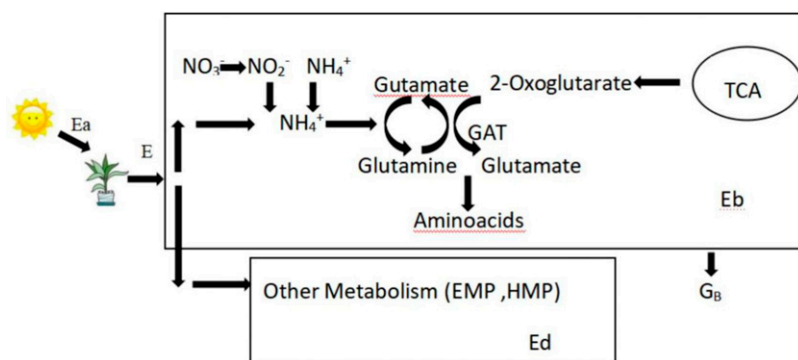 NO₃⁻ NO₂⁻ NH₄⁺
Gutamate 2-Oxoglutarate TCA
Ea
NH₄⁺ GAT
E
Glutamine Glutamate
Eb
Aminoacids
Other Metabolism (EMP ,HMP) G_B
Ed